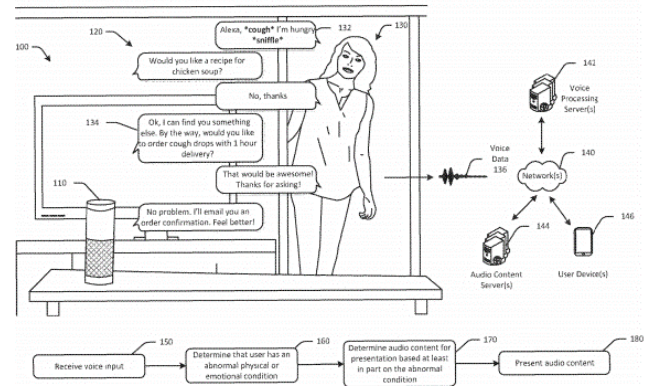 100
120
Alexa, *cough* I'm hungry
*sniffle*
132
130
Would you like a recipe for
chicken soup?
No, thanks
134
Ok, I can find you something
else. By the way, would you like
to order cough drops with 1 hour
delivery?
That would be awesome!
Thanks for asking!
110
No problem. I'll email you an
order confirmation. Feel better!
141
Voice
Processing
Server(s)
Voice
Data
136
140
Network(s)
144
146
Audio Content
Server(s)
User Device(s)
150
Receive voice input
160
Determine that user has an
abnormal physical or
emotional condition
170
Determine audio content for
presentation based at least
in part on the abnormal
condition
180
Present audio content